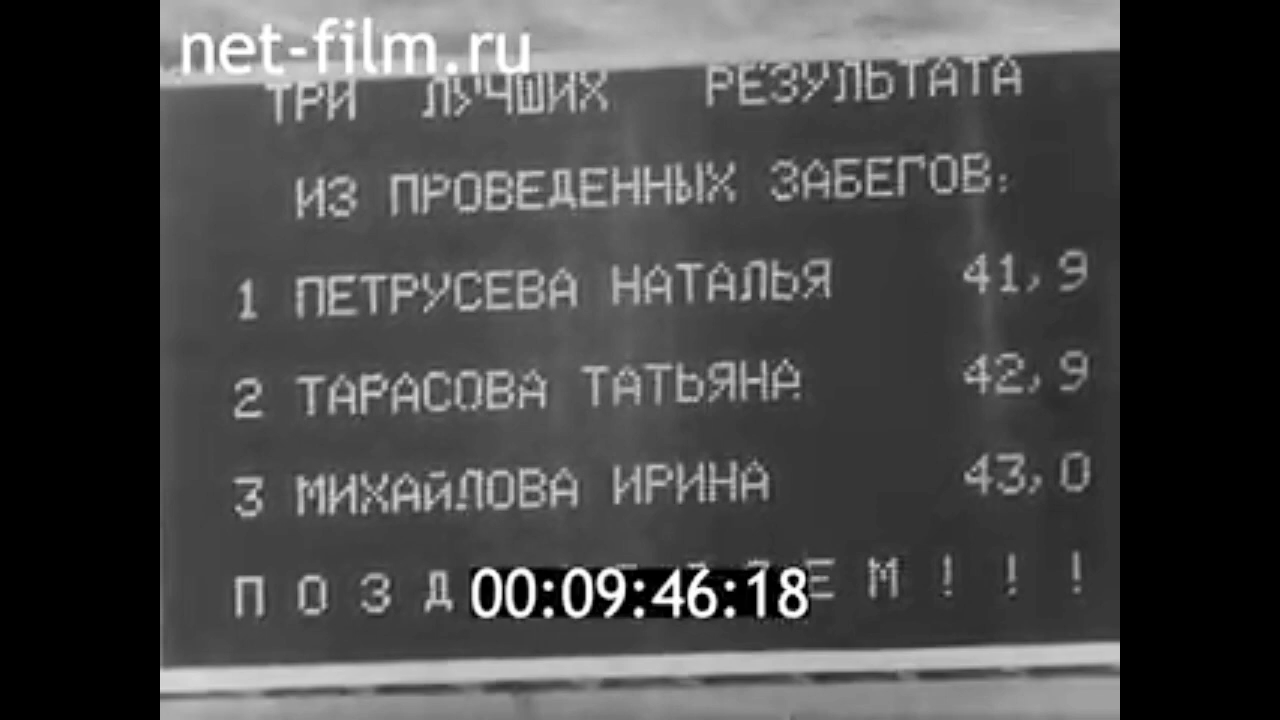 net-film.ru
ТРИ ЛУЧШИХ РЕЗУЛЬТАТА
ИЗ ПРОВЕДЕННЫХ ЗАБЕГОВ:
1 ПЕТРУСЕВА НАТАЛЬЯ 41,9
2 ТАРАСОВА ТАТЬЯНА 42,9
3 МИХАЙЛОВА ИРИНА 43,0
00:09:46:18